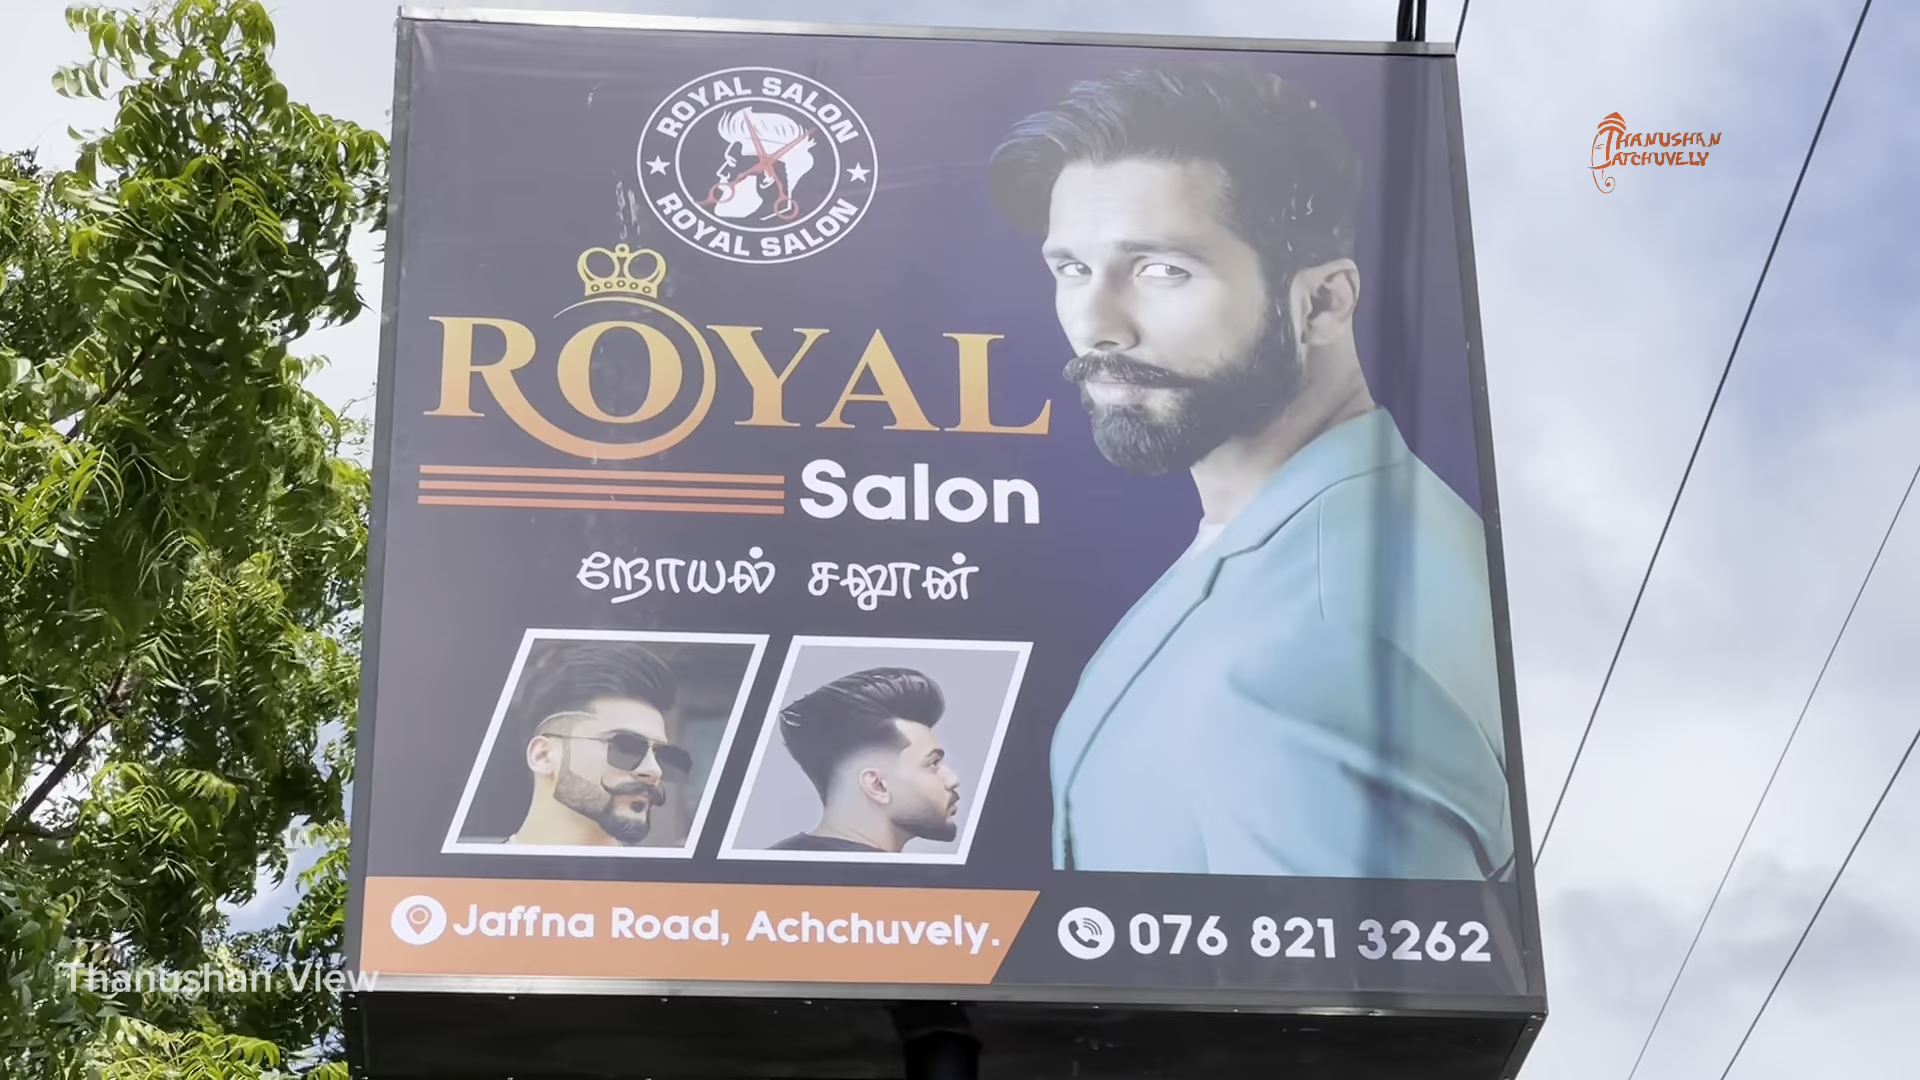 ROYAL SALON
ROYAL SALON
THANUSHAN
ATCHUVELY
ROYAL
Salon
றோயல் சலூன்
Jaffna Road, Achchuvely.
076 821 3262
Thanushan View